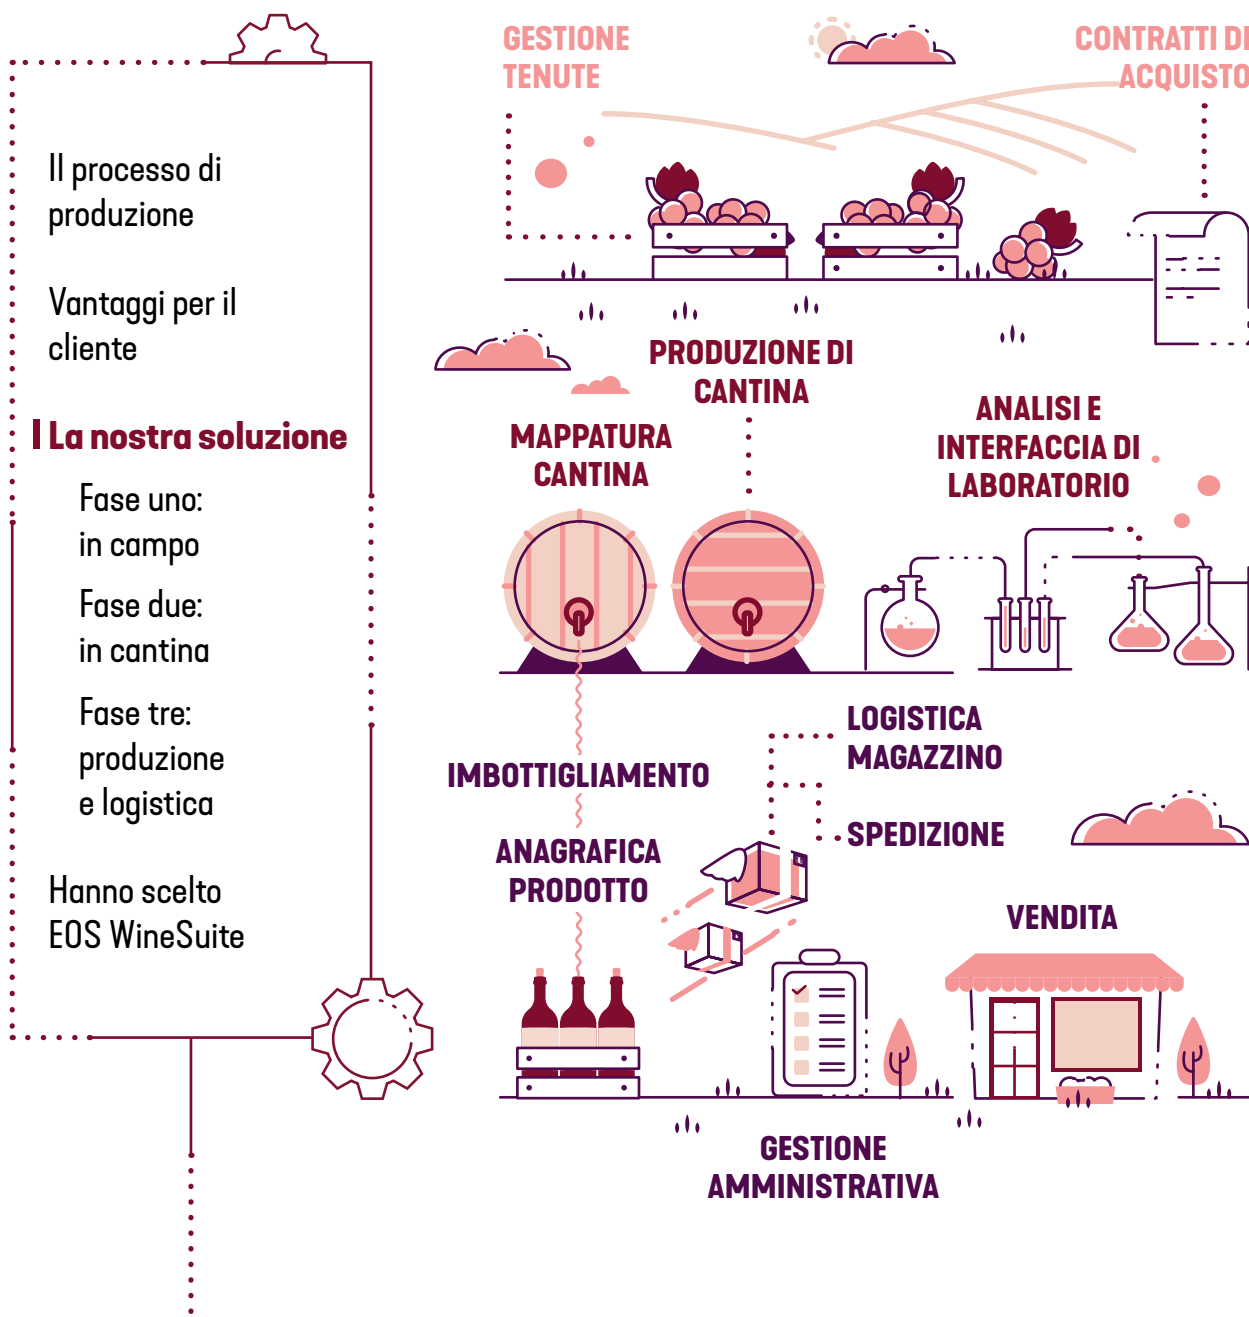 Il processo di
produzione
Vantaggi per il
cliente
La nostra soluzione
Fase uno:
in campo
Fase due:
in cantina
Fase tre:
produzione
e logistica
Hanno scelto
EOS WineSuite
GESTIONE
TENUTE
CONTRATTI DI
ACQUISTO
PRODUZIONE DI
CANTINA
MAPPATURA
CANTINA
ANALISI E
INTERFACCIA DI
LABORATORIO
LOGISTICA
MAGAZZINO
IMBOTTIGLIAMENTO
SPEDIZIONE
ANAGRAFICA
PRODOTTO
VENDITA
GESTIONE
AMMINISTRATIVA